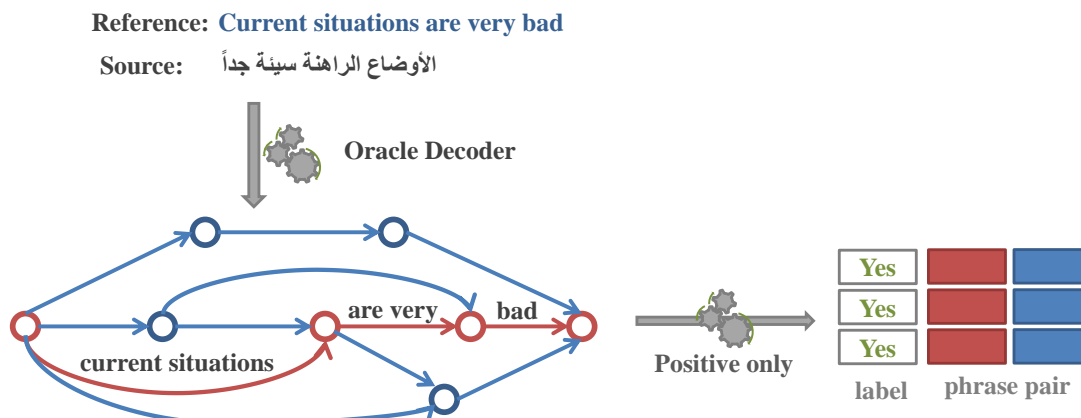 Reference: Current situations are very bad
Source: الأوضاع الراهنة سيئة جداً
Oracle Decoder
are very
bad
current situations
Positive only
Yes
Yes
Yes
label
phrase pair